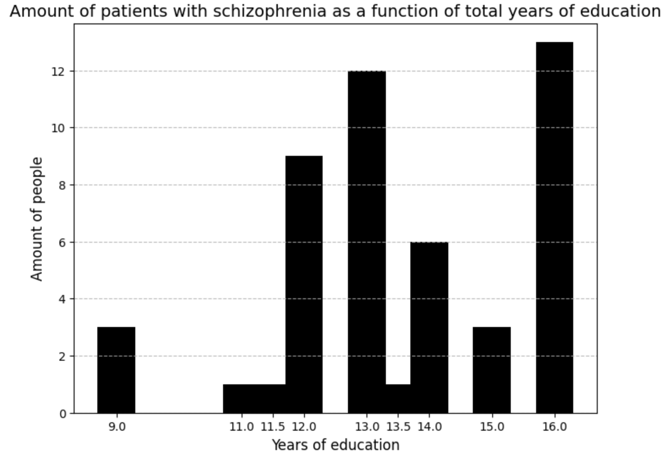 Amount of patients with schizophrenia as a function of total years of education
Amount of people
12
10
8
6
4
2
0
9.0 11.0 11.5 12.0 13.0 13.5 14.0 15.0 16.0
Years of education